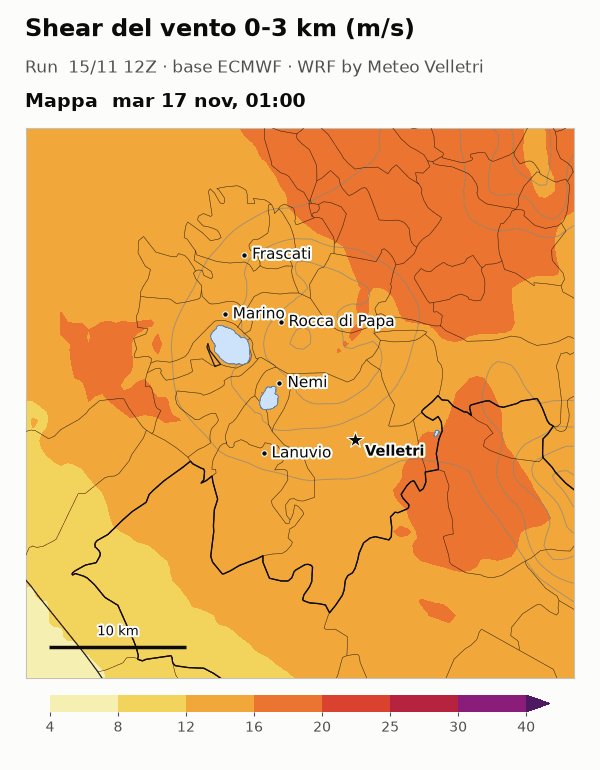 Shear del vento 0-3 km (m/s)
Run  15/11 12Z · base ECMWF · WRF by Meteo Velletri
Mappa  mar 17 nov, 01:00
Frascati
Marino
Rocca di Papa
Nemi
Velletri
Lanuvio
10 km
4 8 12 16 20 25 30 40